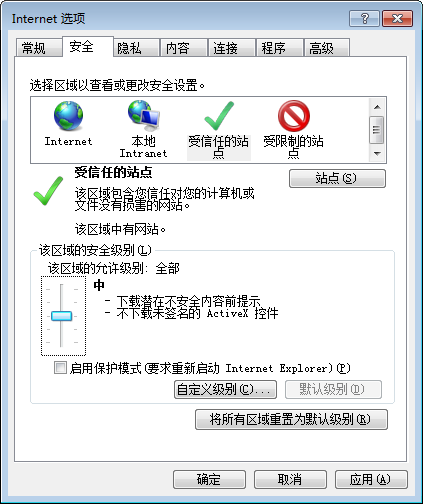 Internet 选项
常规 安全 隐私 内容 连接 程序 高级
选择区域以查看或更改安全设置。
Internet
本地
Intranet
受信任的站
点
受限制的站
点
受信任的站点
站点(S)
该区域包含您信任对您的计算机或
文件没有损害的网站。
该区域中有网站。
该区域的安全级别(L)
该区域的允许级别: 全部
中
- 下载潜在不安全内容前提示
- 不下载未签名的 ActiveX 控件
启用保护模式(要求重新启动 Internet Explorer)(P)
自定义级别(C)... 默认级别(D)
将所有区域重置为默认级别(R)
确定 取消 应用(A)